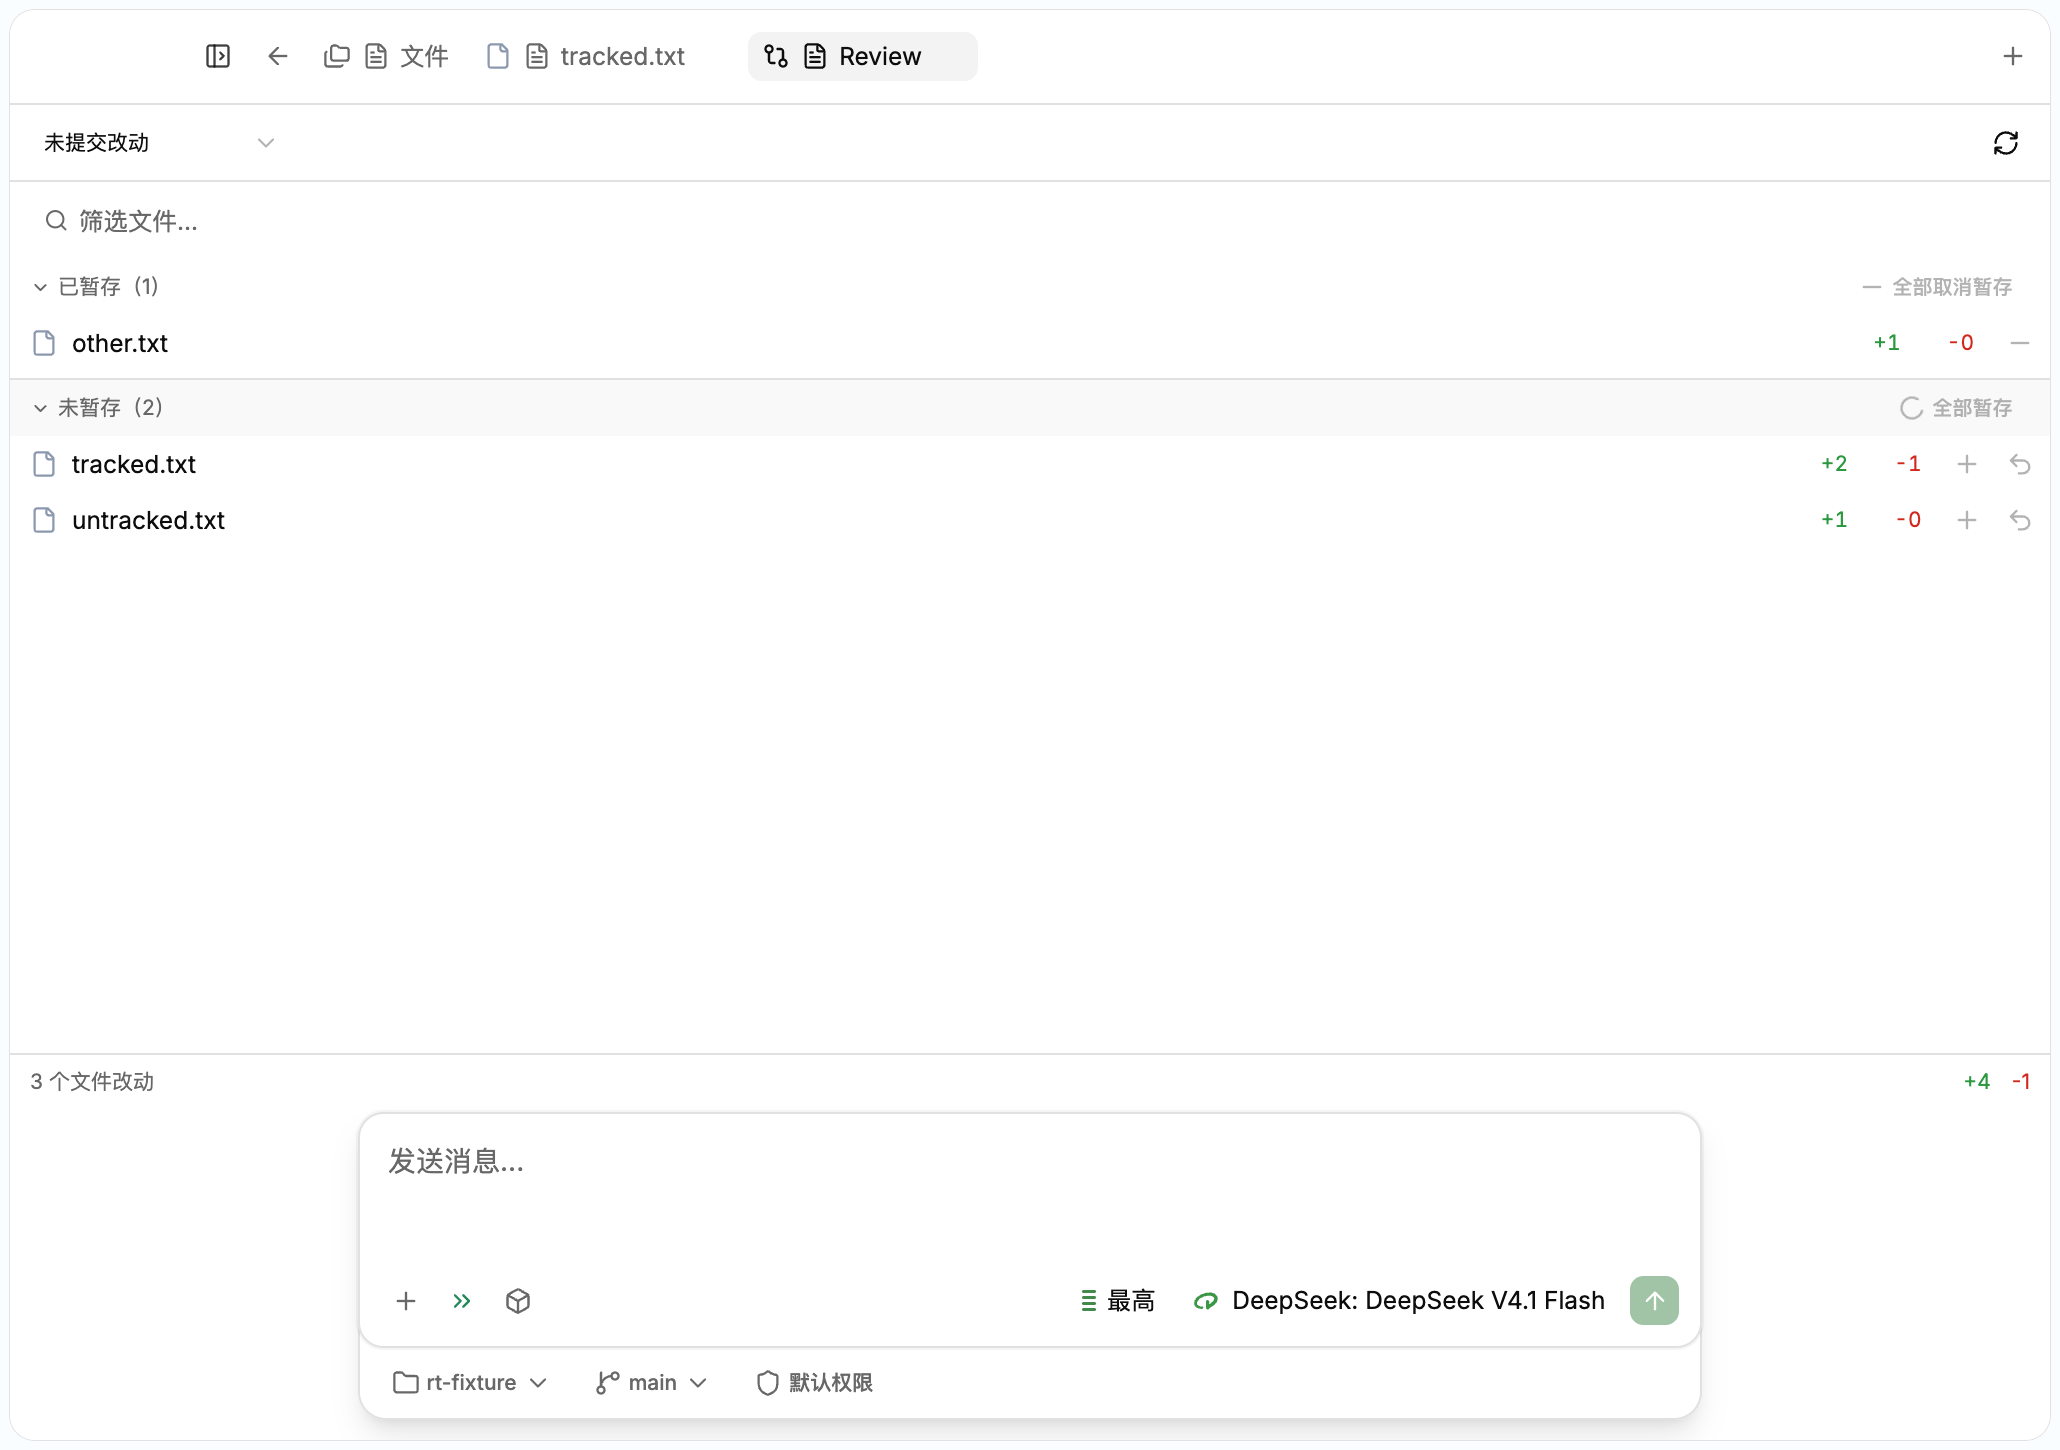 文件 tracked.txt Review
未提交改动
筛选文件...
已暂存 (1) 全部取消暂存
other.txt +1 -0
未暂存 (2) 全部暂存
tracked.txt +2 -1
untracked.txt +1 -0
3 个文件改动 +4 -1
发送消息...
最高 DeepSeek: DeepSeek V4.1 Flash
rt-fixture main 默认权限